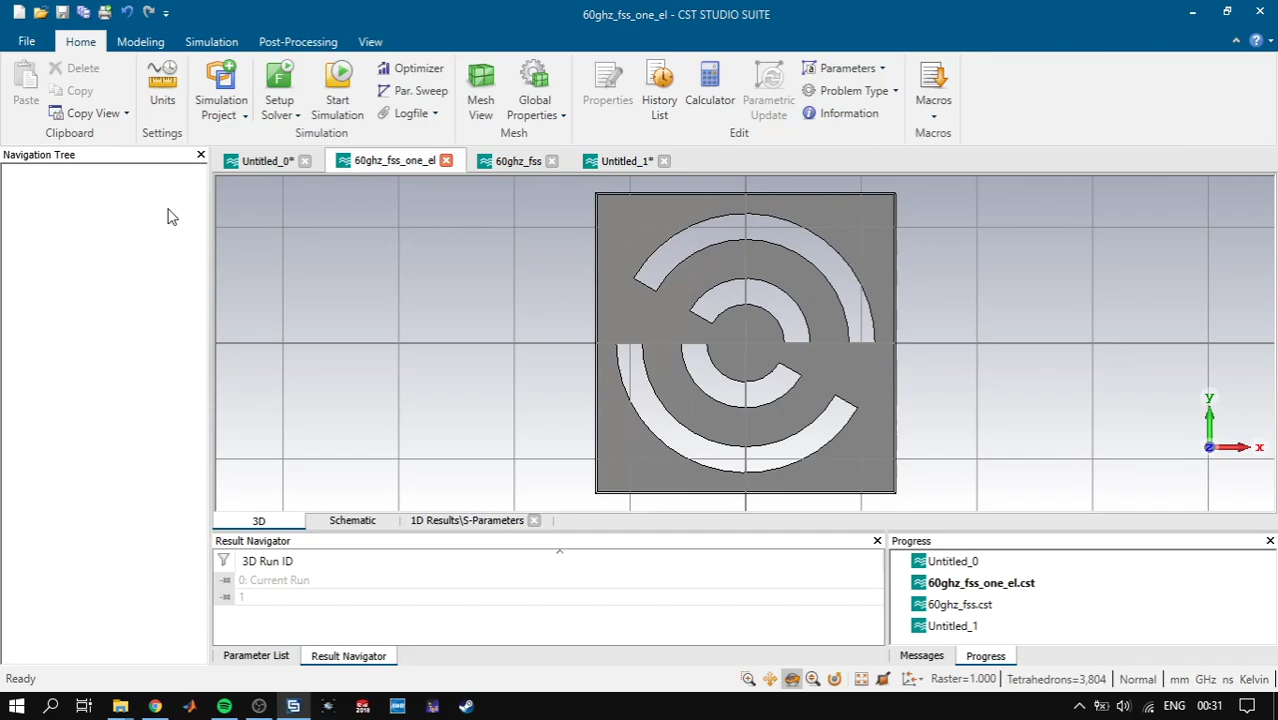 60ghz_fss_one_el - CST STUDIO SUITE
File Home Modeling Simulation Post-Processing View
Paste Delete Copy Copy View
Clipboard
Units
Settings
Simulation Project
Setup Solver
Start Simulation
Optimizer
Par. Sweep
Logfile
Simulation
Mesh View
Global Properties
Mesh
Properties
History List
Calculator
Parametric Update
Parameters
Problem Type
Information
Edit
Macros
Macros
Navigation Tree
Untitled_0* 60ghz_fss_one_el 60ghz_fss Untitled_1*
y
x
z
3D Schematic 1D Results\S-Parameters
Result Navigator
3D Run ID
0: Current Run
1
Parameter List Result Navigator
Progress
Untitled_0
60ghz_fss_one_el.cst
60ghz_fss.cst
Untitled_1
Messages Progress
Ready
Raster=1.000 Tetrahedrons=3,804 Normal mm GHz ns Kelvin
ENG 00:31